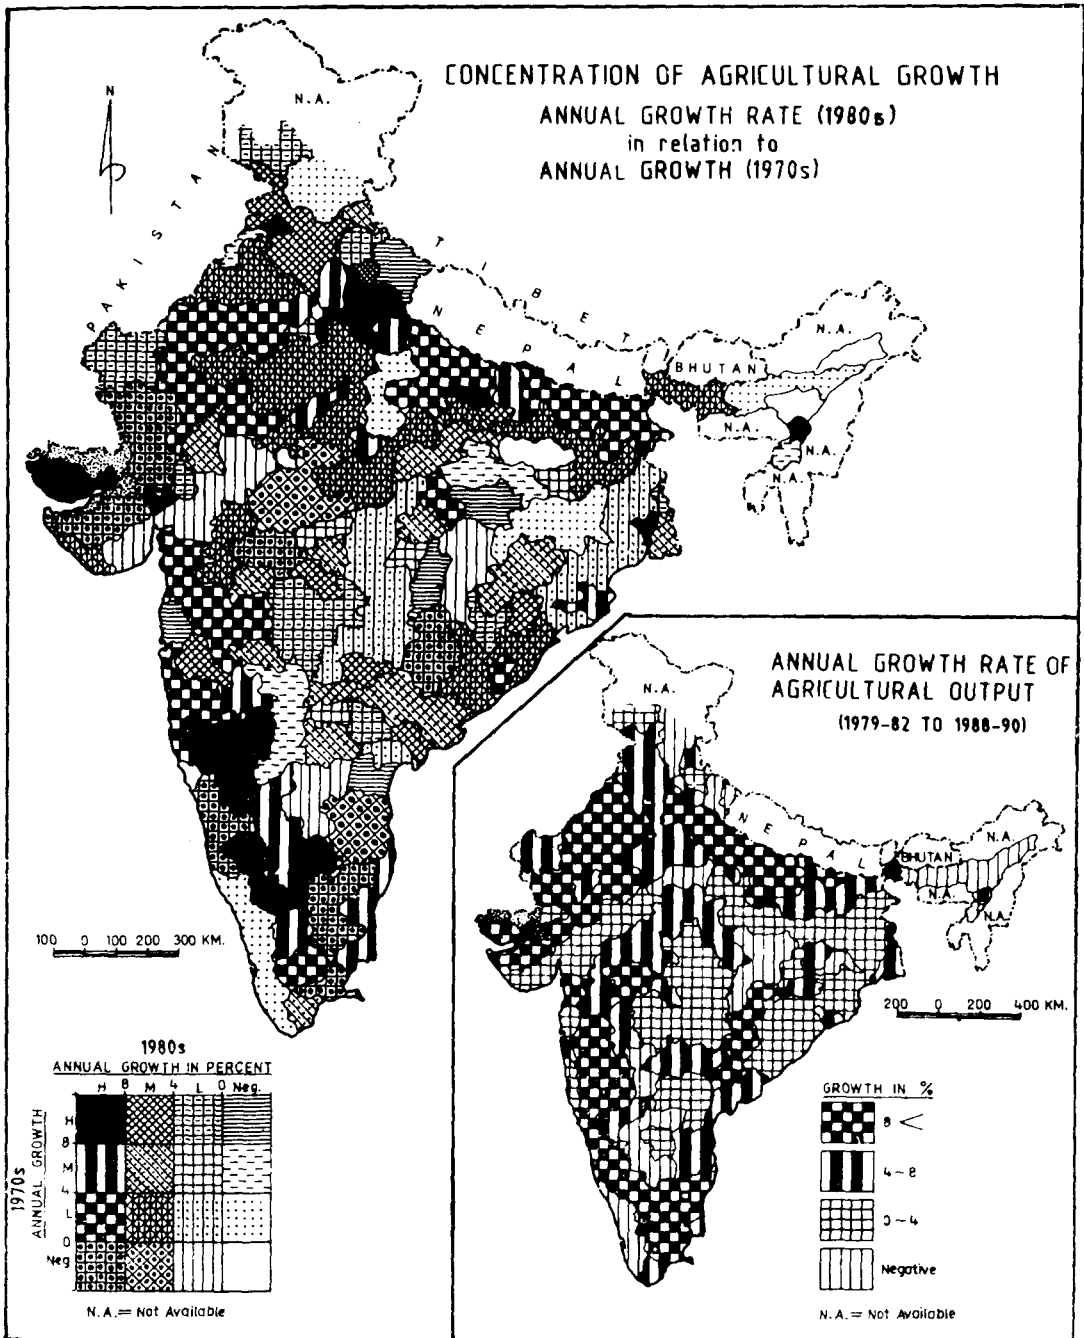 CONCENTRATION OF AGRICULTURAL GROWTH
ANNUAL GROWTH RATE (1980s)
in relation to
ANNUAL GROWTH (1970s)
N
N.A.
PAKISTAN
TIBET
NEPAL
BHUTAN
N.A.
N.A.
N.A.
N.A.
100 0 100 200 300 KM.
1980s
ANNUAL GROWTH IN PERCENT
H 8 M 4 L 0 Neg.
1970s
ANNUAL GROWTH
H
8
M
4
L
0
Neg
N.A.= Not Available
ANNUAL GROWTH RATE OF
AGRICULTURAL OUTPUT
(1979-82 TO 1988-90)
N.A.
NEPAL
BHUTAN
N.A.
N.A.
N.A.
200 0 200 400 KM.
GROWTH IN %
8 <
4-8
0-4
Negative
N.A.= Not Available